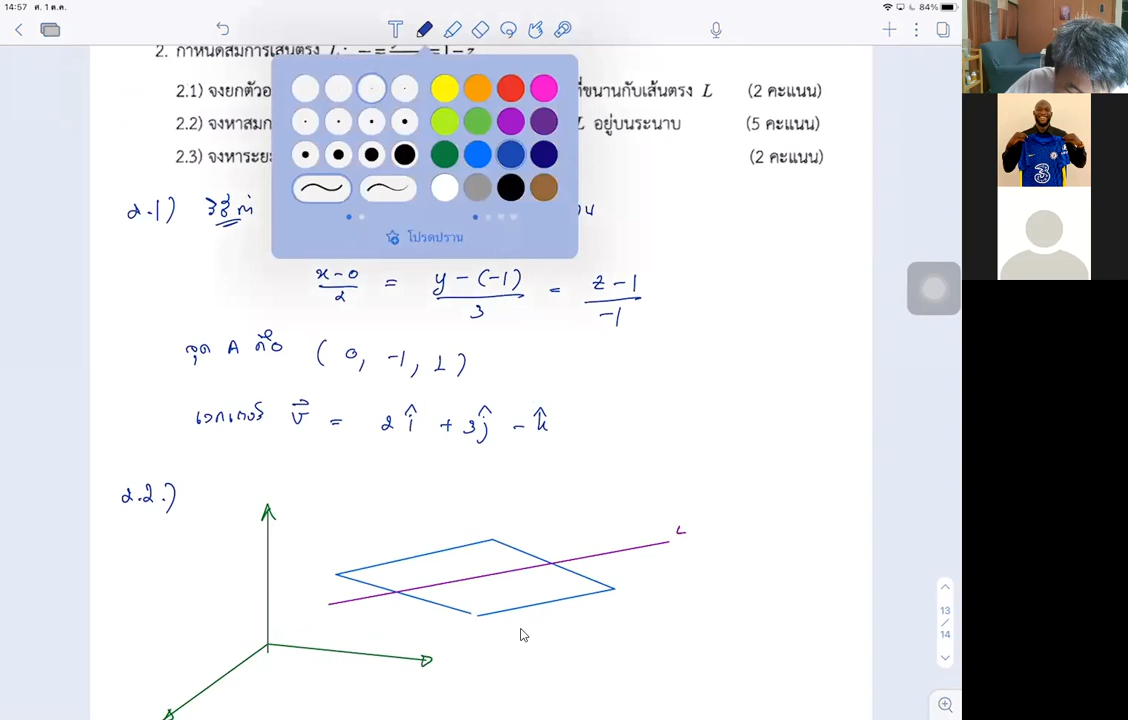 14:57 ศ. 1 ต.ค.
84%
T
2. กำหนดสมการเส้นตรง L : = 1 - z
2.1) จงยกตัวอ ที่ขนานกับเส้นตรง L (2 คะแนน)
2.2) จงหาสมก L อยู่บนระนาบ (5 คะแนน)
2.3) จงหาระยะ (2 คะแนน)
โปรดปราน
2.1) วิธีทำ
x-0/2 = y-(-1)/3 = z-1/-1
จุด A คือ (0, -1, 1)
เวกเตอร์ v⃗ = 2î + 3ĵ - k̂
2.2.)
L
3
13
/
14